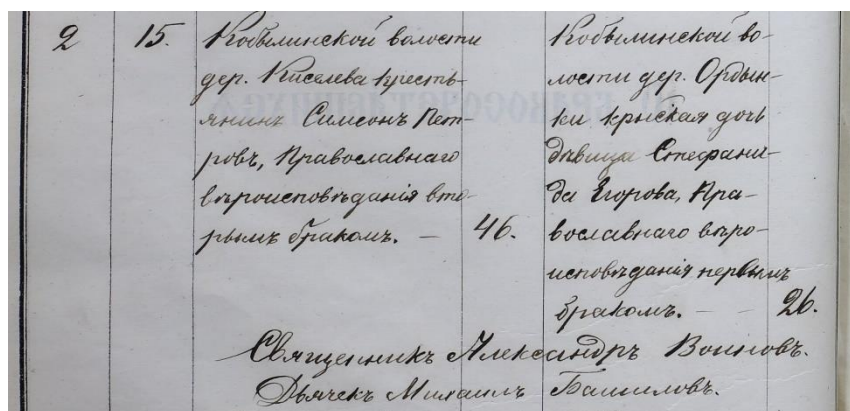 2
15.
Кобылинской волости
дер. Киселева кресть-
янинъ Симеонъ Пет-
ровъ, Православнаго
вѣроисповѣданія вто-
рымъ бракомъ. —
46.
Кобылинской во-
лости дер. Ордын-
ки крнская дочь
дѣвица Стефани-
да Егорова, Пра-
вославнаго вѣро-
исповѣданія первымъ
бракомъ. — —
26.
Священникъ Александръ Воиновъ.
Дьячекъ Михаилъ Башиловъ.